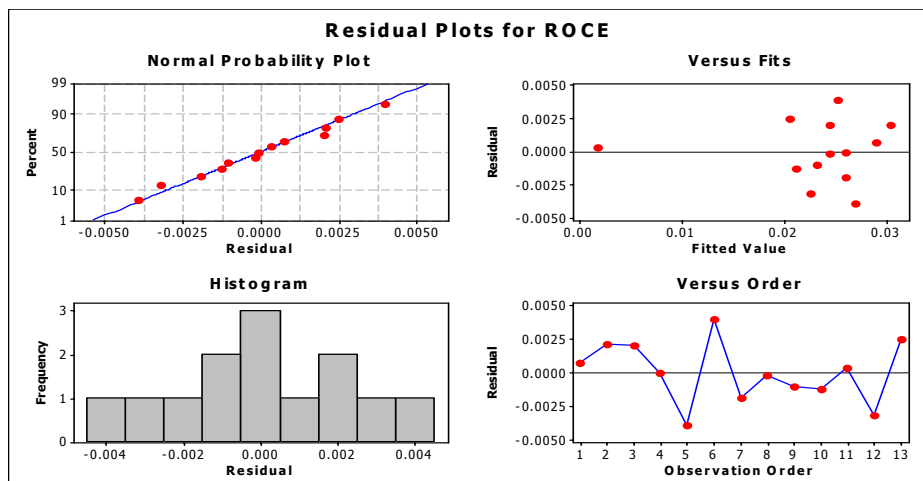 Residual Plots for ROCE
Normal Probability Plot
99
90
50
10
1
Percent
-0.0050 -0.0025 0.0000 0.0025 0.0050
Residual
Versus Fits
0.0050
0.0025
0.0000
-0.0025
-0.0050
Residual
0.00 0.01 0.02 0.03
Fitted Value
Histogram
3
2
1
0
Frequency
-0.004 -0.002 0.000 0.002 0.004
Residual
Versus Order
0.0050
0.0025
0.0000
-0.0025
-0.0050
Residual
1 2 3 4 5 6 7 8 9 10 11 12 13
Observation Order